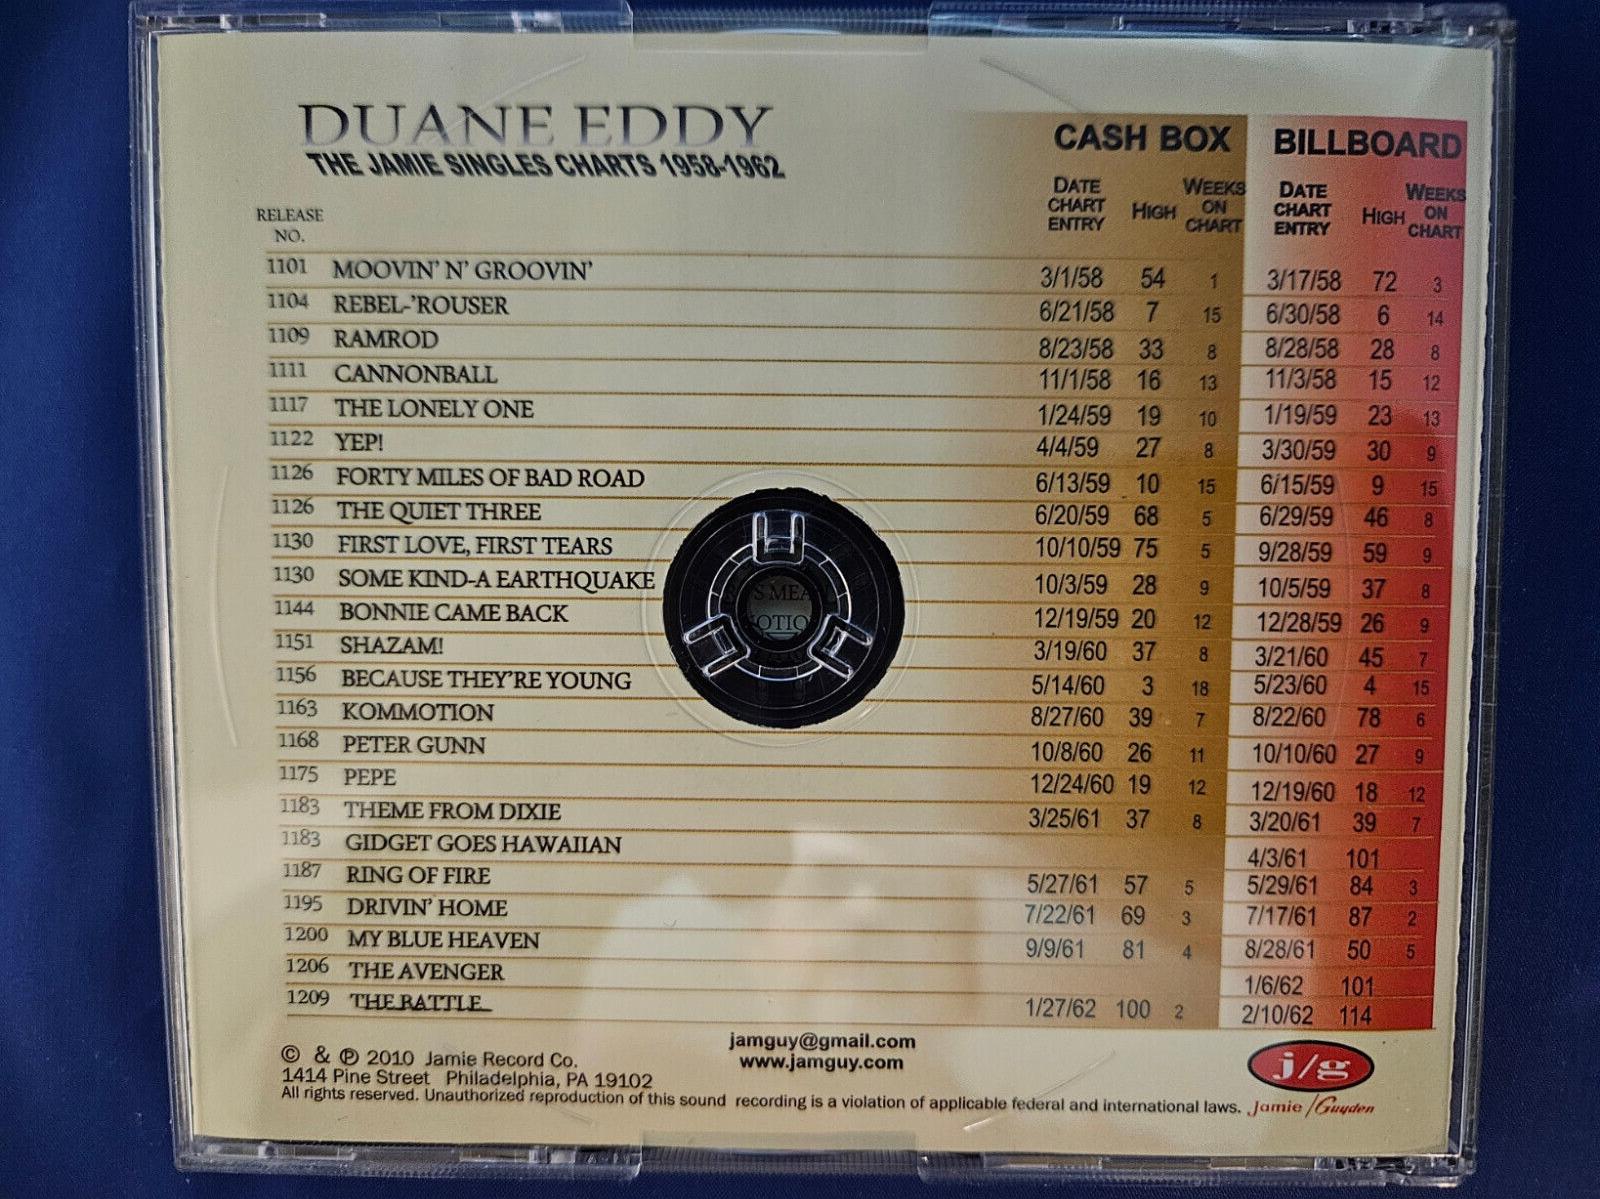 DUANE EDDY
THE JAMIE SINGLES CHARTS 1958-1962
CASH BOX BILLBOARD
RELEASE NO. DATE CHART ENTRY HIGH WEEKS ON CHART DATE CHART ENTRY HIGH WEEKS ON CHART
1101 MOOVIN' N' GROOVIN' 3/1/58 54 1 3/17/58 72 3
1104 REBEL-'ROUSER 6/21/58 7 15 6/30/58 6 14
1109 RAMROD 8/23/58 33 8 8/28/58 28 8
1111 CANNONBALL 11/1/58 16 13 11/3/58 15 12
1117 THE LONELY ONE 1/24/59 19 10 1/19/59 23 13
1122 YEP! 4/4/59 27 8 3/30/59 30 9
1126 FORTY MILES OF BAD ROAD 6/13/59 10 15 6/15/59 9 15
1126 THE QUIET THREE 6/20/59 68 5 6/29/59 46 8
1130 FIRST LOVE, FIRST TEARS 10/10/59 75 5 9/28/59 59 9
1130 SOME KIND-A EARTHQUAKE 10/3/59 28 9 10/5/59 37 8
1144 BONNIE CAME BACK 12/19/59 20 12 12/28/59 26 9
1151 SHAZAM! 3/19/60 37 8 3/21/60 45 7
1156 BECAUSE THEY'RE YOUNG 5/14/60 3 18 5/23/60 4 15
1163 KOMMOTION 8/27/60 39 7 8/22/60 78 6
1168 PETER GUNN 10/8/60 26 11 10/10/60 27 9
1175 PEPE 12/24/60 19 12 12/19/60 18 12
1183 THEME FROM DIXIE 3/25/61 37 8 3/20/61 39 7
1183 GIDGET GOES HAWAIIAN 4/3/61 101
1187 RING OF FIRE 5/27/61 57 5 5/29/61 84 3
1195 DRIVIN' HOME 7/22/61 69 3 7/17/61 87 2
1200 MY BLUE HEAVEN 9/9/61 81 4 8/28/61 50 5
1206 THE AVENGER 1/6/62 101
1209 THE BATTLE 1/27/62 100 2 2/10/62 114
jamguy@gmail.com
www.jamguy.com
© & ℗ 2010 Jamie Record Co.
1414 Pine Street Philadelphia, PA 19102
All rights reserved. Unauthorized reproduction of this sound recording is a violation of applicable federal and international laws.
j/g
Jamie/Guyden